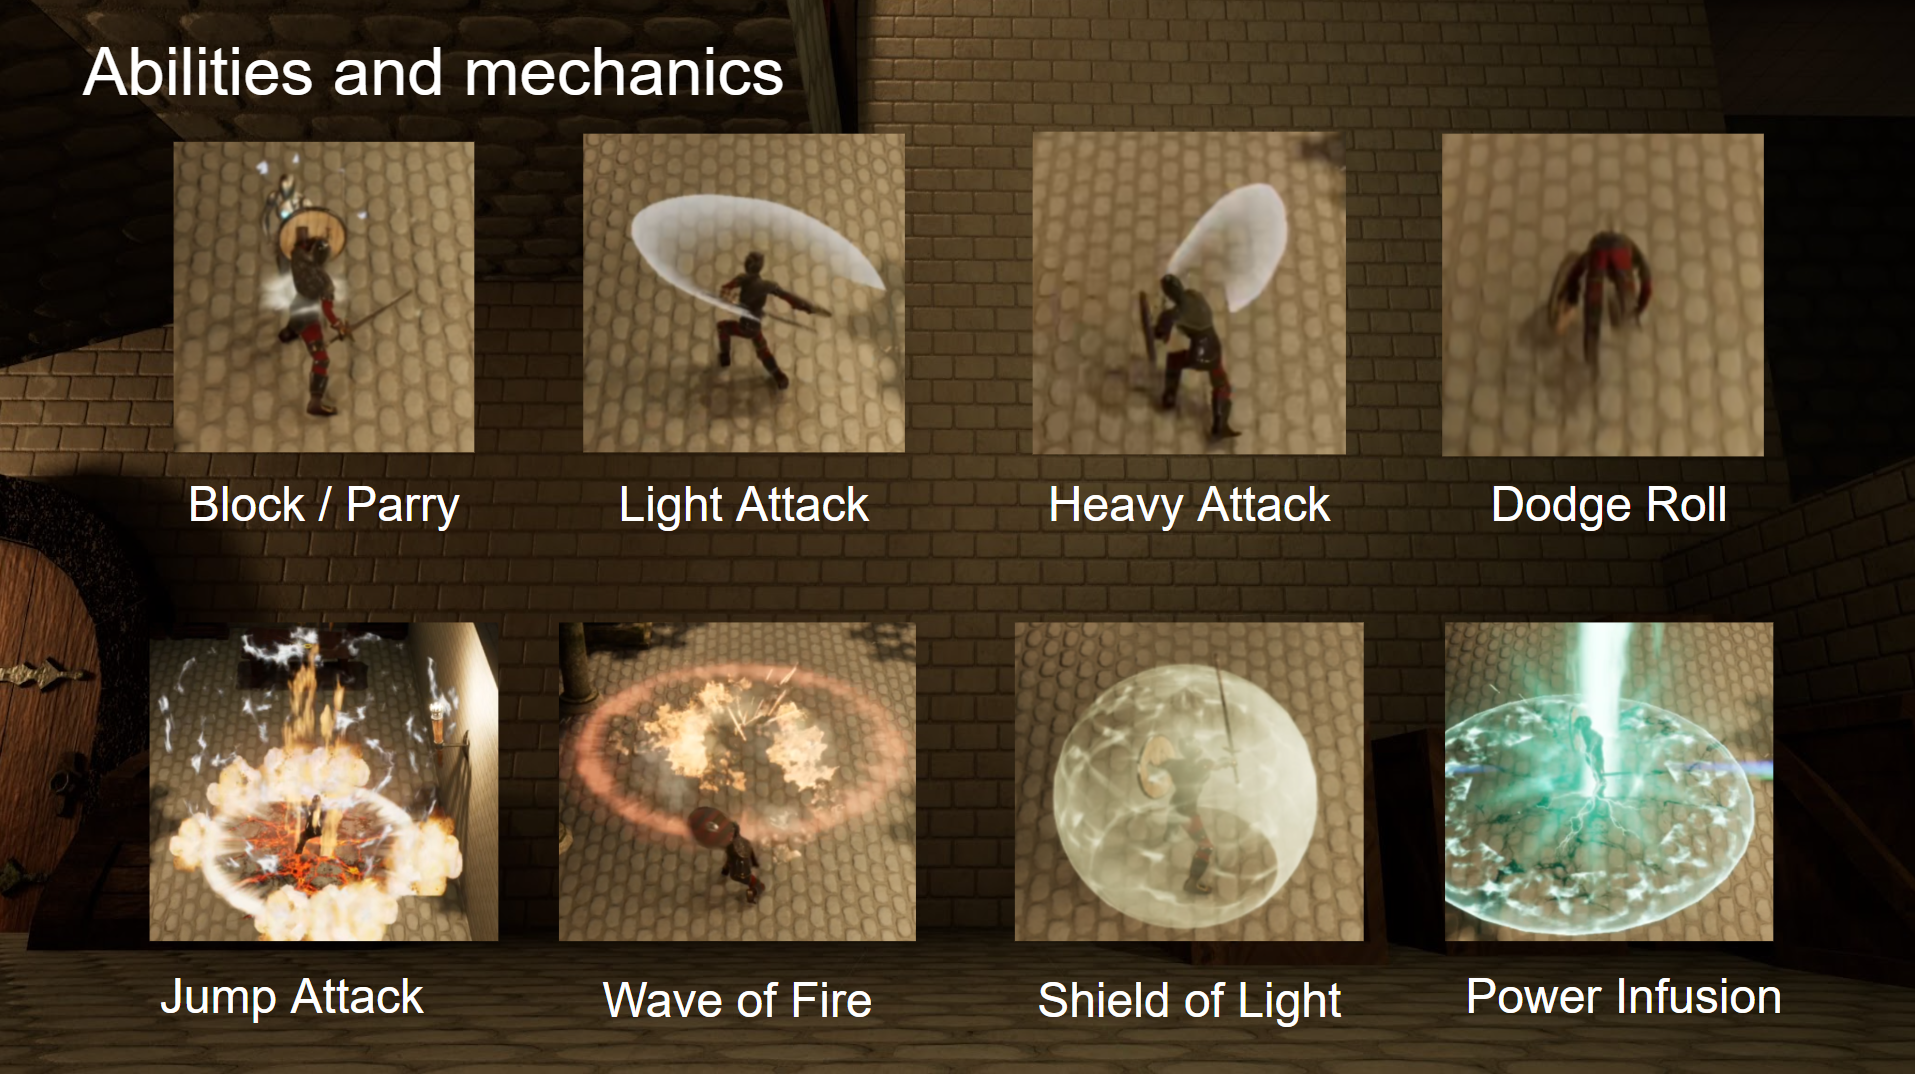 Abilities and mechanics
Block / Parry
Light Attack
Heavy Attack
Dodge Roll
Jump Attack
Wave of Fire
Shield of Light
Power Infusion